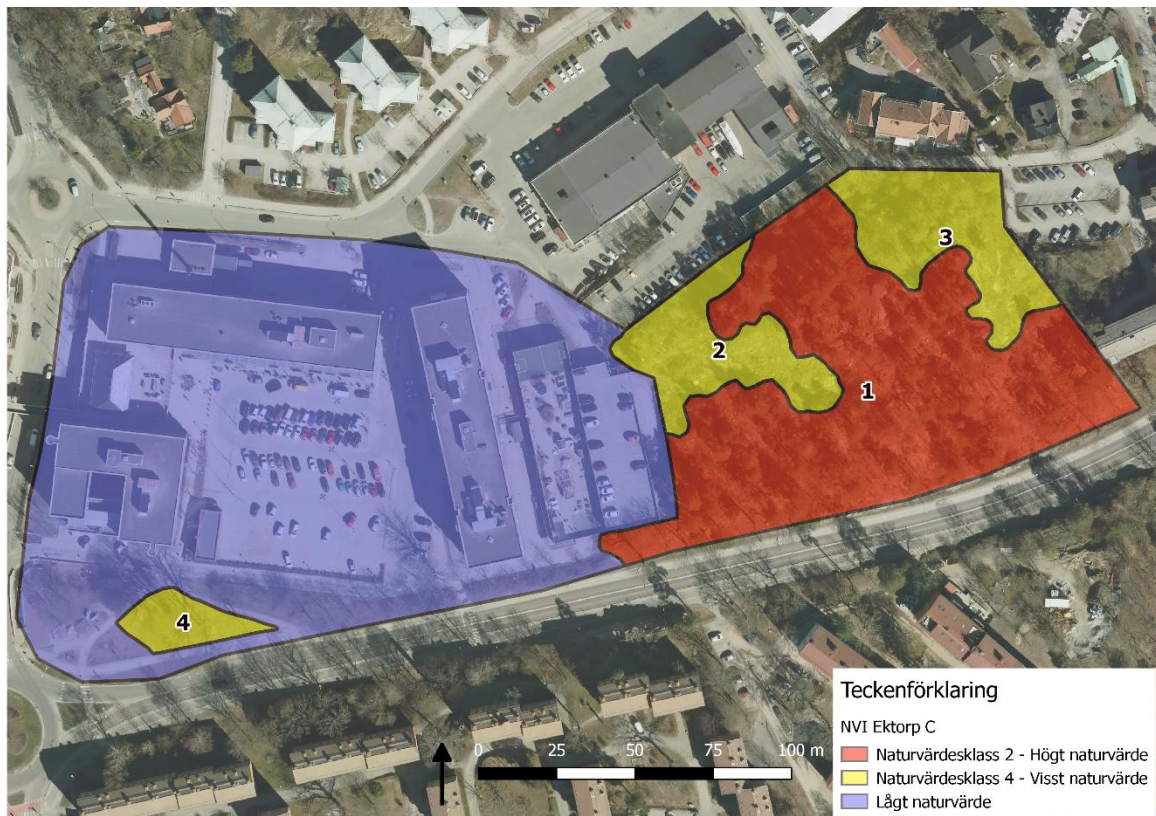 3
2
1
4
0 25 50 75 100 m
Teckenförklaring
NVI Ektorp C
Naturvärdesklass 2 - Högt naturvärde
Naturvärdesklass 4 - Visst naturvärde
Lågt naturvärde